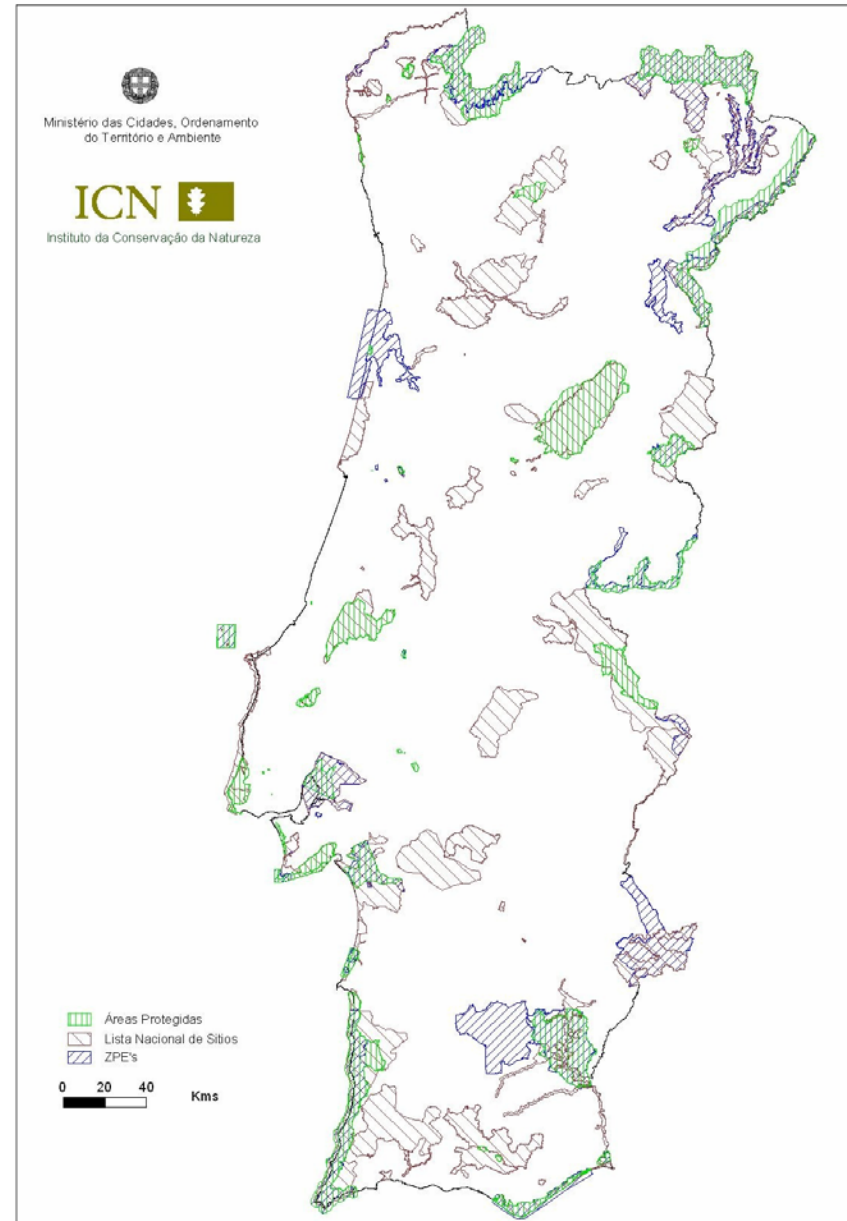 Ministério das Cidades, Ordenamento
do Território e Ambiente
ICN
Instituto da Conservação da Natureza
Áreas Protegidas
Lista Nacional de Sítios
ZPE's
0 20 40 Kms